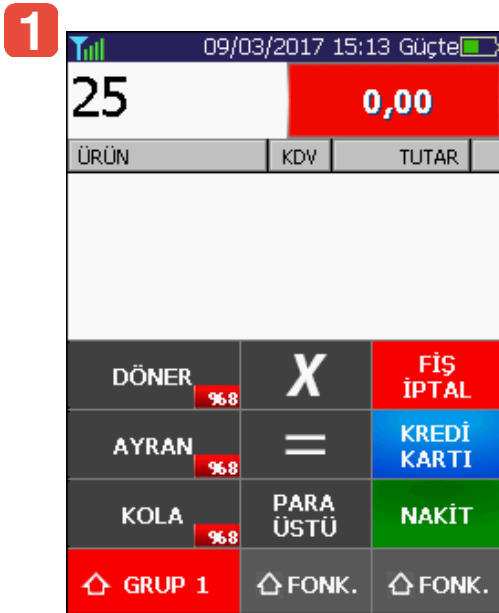 1
09/03/2017 15:13 Güçte
25
0,00
ÜRÜN KDV TUTAR
DÖNER %8
X
FİŞ
İPTAL
AYRAN %8
=
KREDİ
KARTI
KOLA %8
PARA
ÜSTÜ
NAKİT
GRUP 1
FONK.
FONK.